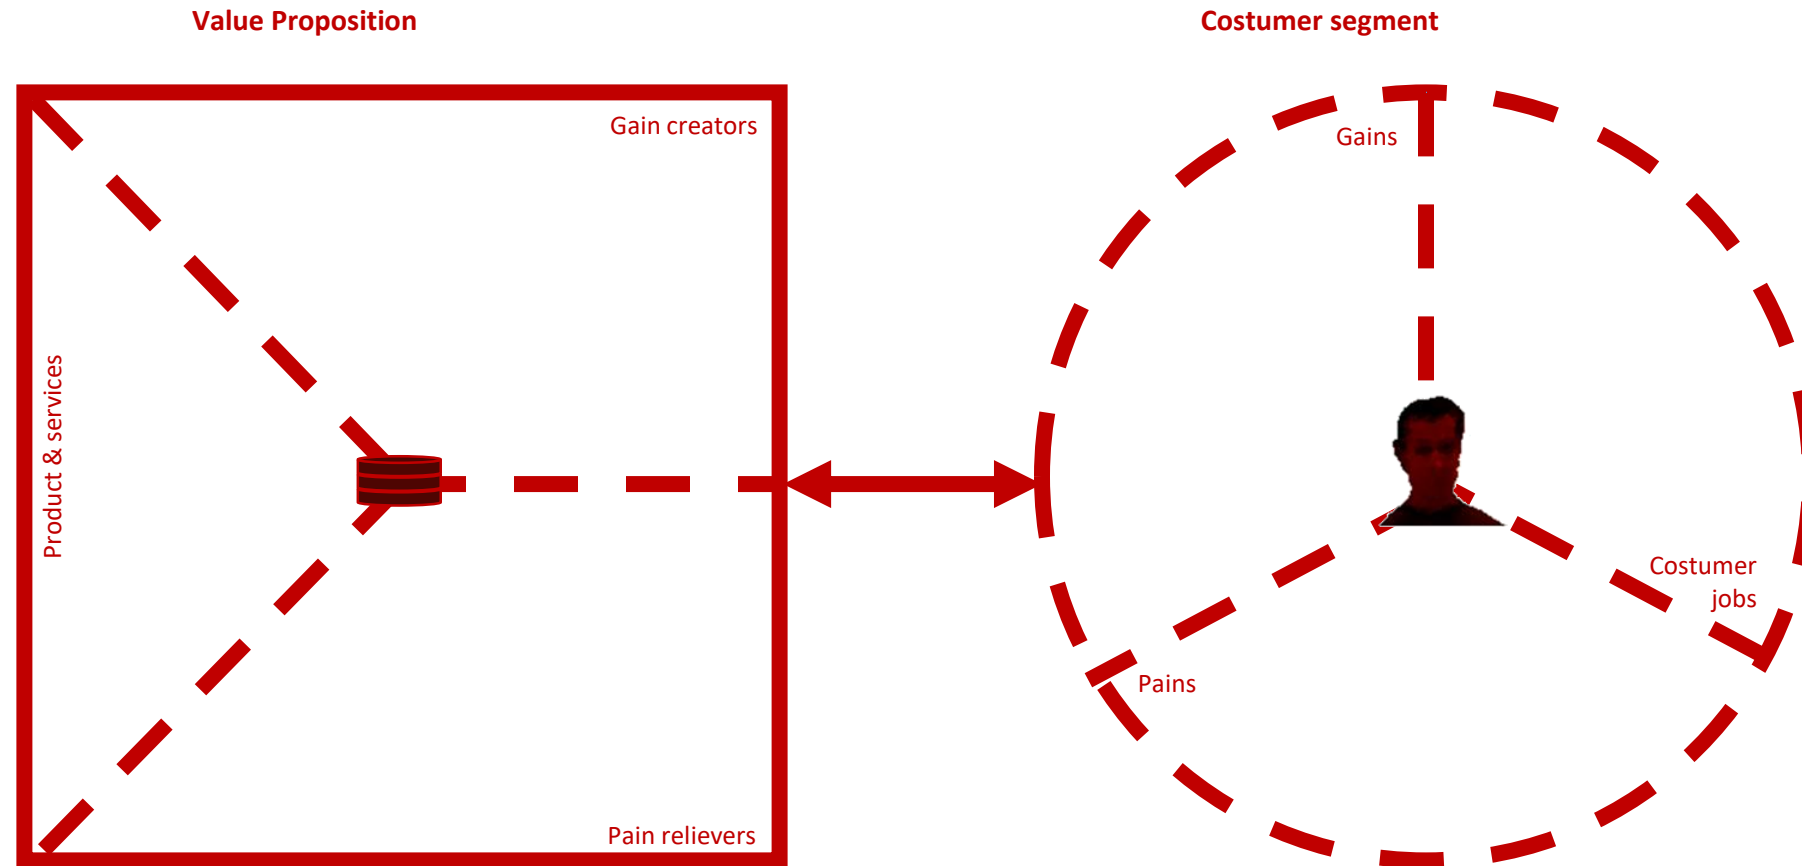 Value Proposition
Costumer segment
Gain creators
Gains
Product & services
Costumer
jobs
Pains
Pain relievers